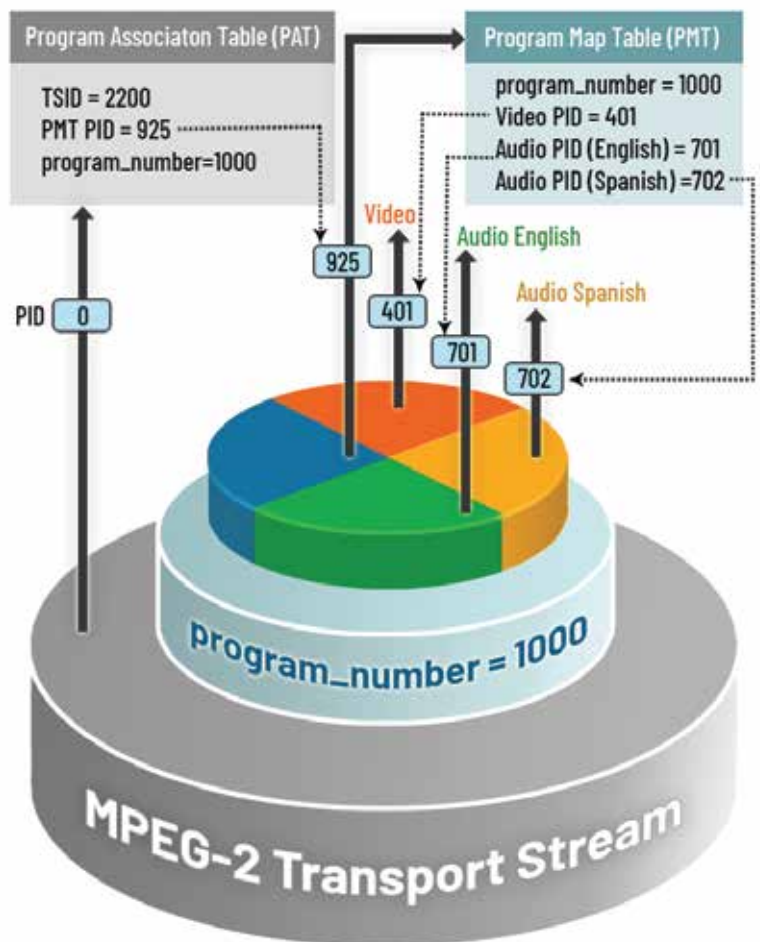 Program Associaton Table (PAT)
TSID = 2200
PMT PID = 925
program_number=1000
Program Map Table (PMT)
program_number = 1000
Video PID = 401
Audio PID (English) = 701
Audio PID (Spanish) =702
Video
Audio English
Audio Spanish
PID
0
925
401
701
702
program_number = 1000
MPEG-2 Transport Stream